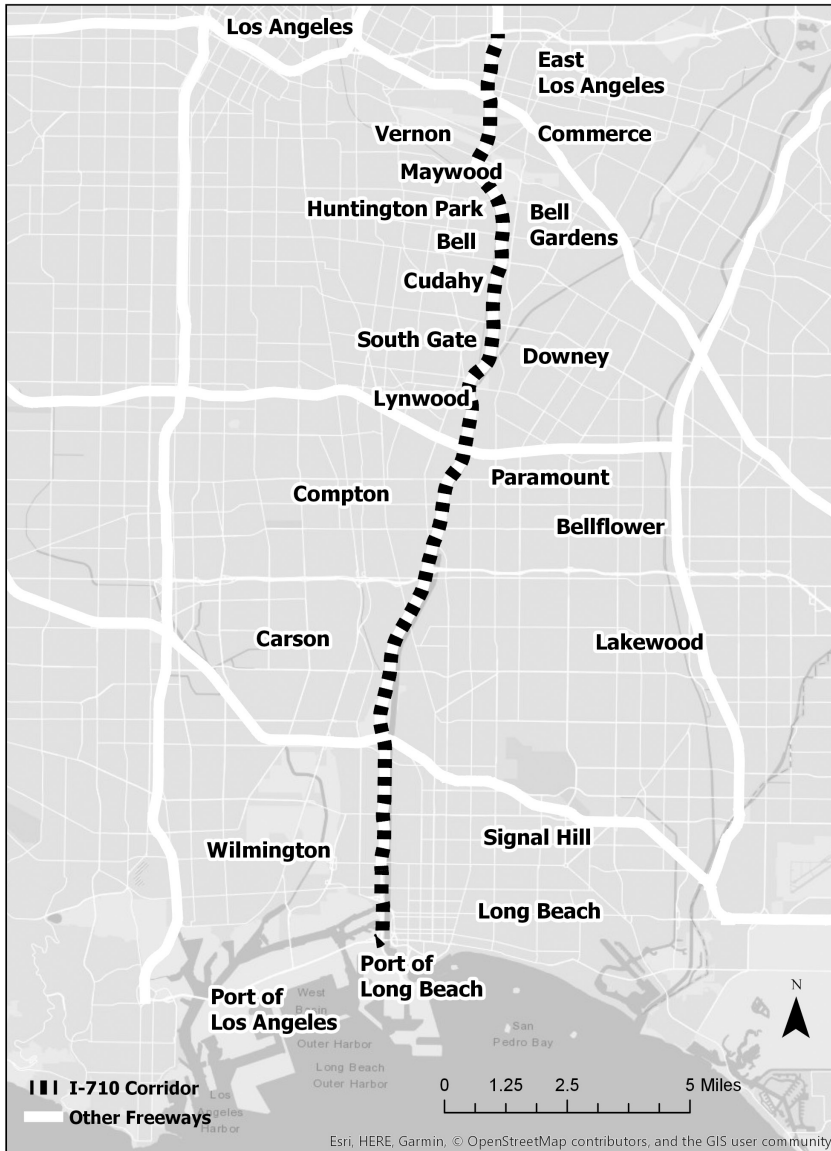 Los Angeles
East
Los Angeles
Vernon
Commerce
Maywood
Huntington Park
Bell
Gardens
Bell
Cudahy
South Gate
Downey
Lynwood
Paramount
Compton
Bellflower
Carson
Lakewood
Signal Hill
Wilmington
Long Beach
Port of
Long Beach
Port of
Los Angeles
West
Basin
Outer Harbor
San
Pedro Bay
Long Beach
Outer Harbor
Los
Angeles
Harbor
N
I-710 Corridor
Other Freeways
0 1.25 2.5 5 Miles
Esri, HERE, Garmin, © OpenStreetMap contributors, and the GIS user community